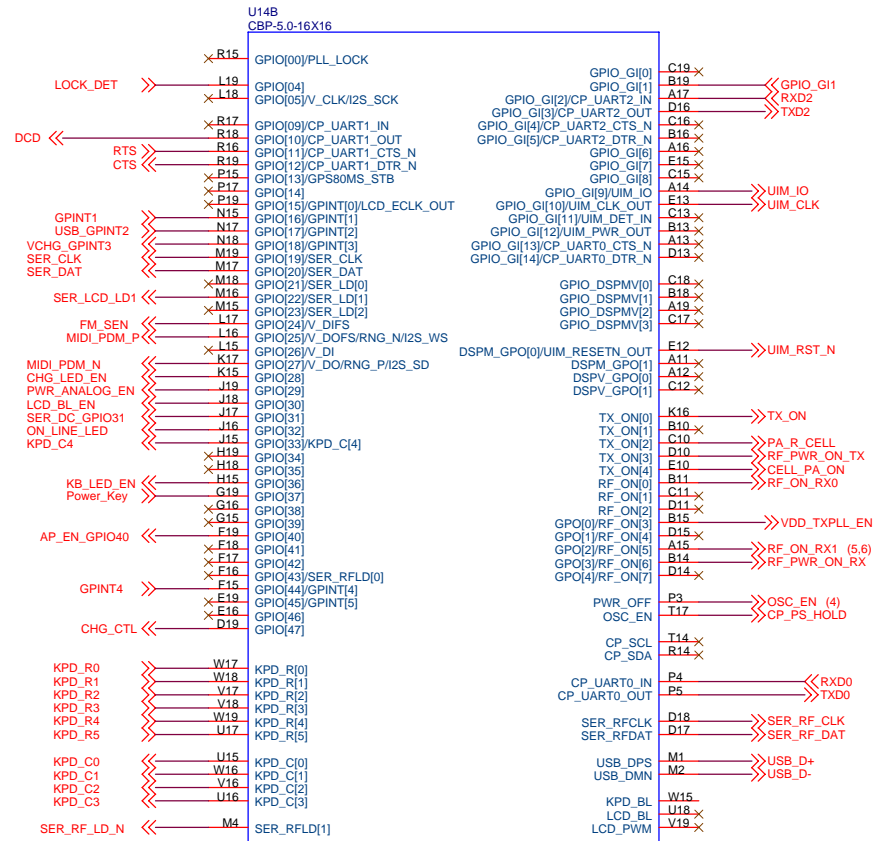 U14B
CBP-5.0-16X16
R15 GPIO[00]/PLL_LOCK
LOCK_DET L19 GPIO[04]
L18 GPIO[05]/V_CLK/I2S_SCK
R17 GPIO[09]/CP_UART1_IN
DCD R18 GPIO[10]/CP_UART1_OUT
RTS R16 GPIO[11]/CP_UART1_CTS_N
CTS R19 GPIO[12]/CP_UART1_DTR_N
P15 GPIO[13]/GPS80MS_STB
P17 GPIO[14]
P19 GPIO[15]/GPINT[0]/LCD_ECLK_OUT
GPINT1 N15 GPIO[16]/GPINT[1]
USB_GPINT2 N17 GPIO[17]/GPINT[2]
VCHG_GPINT3 N18 GPIO[18]/GPINT[3]
SER_CLK M19 GPIO[19]/SER_CLK
SER_DAT M17 GPIO[20]/SER_DAT
M18 GPIO[21]/SER_LD[0]
SER_LCD_LD1 M16 GPIO[22]/SER_LD[1]
M15 GPIO[23]/SER_LD[2]
FM_SEN L17 GPIO[24]/V_DIFS
MIDI_PDM_P L16 GPIO[25]/V_DOFS/RNG_N/I2S_WS
L15 GPIO[26]/V_DI
MIDI_PDM_N K17 GPIO[27]/V_DO/RNG_P/I2S_SD
CHG_LED_EN K15 GPIO[28]
PWR_ANALOG_EN J19 GPIO[29]
LCD_BL_EN J18 GPIO[30]
SER_DC_GPIO31 J17 GPIO[31]
ON_LINE_LED J16 GPIO[32]
KPD_C4 J15 GPIO[33]/KPD_C[4]
H19 GPIO[34]
H18 GPIO[35]
KB_LED_EN H15 GPIO[36]
Power_Key G19 GPIO[37]
G16 GPIO[38]
G15 GPIO[39]
AP_EN_GPIO40 F19 GPIO[40]
F18 GPIO[41]
F17 GPIO[42]
F16 GPIO[43]/SER_RFLD[0]
GPINT4 F15 GPIO[44]/GPINT[4]
E19 GPIO[45]/GPINT[5]
E16 GPIO[46]
CHG_CTL D19 GPIO[47]
KPD_R0 W17 KPD_R[0]
KPD_R1 W18 KPD_R[1]
KPD_R2 V17 KPD_R[2]
KPD_R3 V18 KPD_R[3]
KPD_R4 W19 KPD_R[4]
KPD_R5 U17 KPD_R[5]
KPD_C0 U15 KPD_C[0]
KPD_C1 W16 KPD_C[1]
KPD_C2 V16 KPD_C[2]
KPD_C3 U16 KPD_C[3]
SER_RF_LD_N M4 SER_RFLD[1]
GPIO_GI[0] C19
GPIO_GI[1] B19 GPIO_GI1
GPIO_GI[2]/CP_UART2_IN A17 RXD2
GPIO_GI[3]/CP_UART2_OUT D16 TXD2
GPIO_GI[4]/CP_UART2_CTS_N C16
GPIO_GI[5]/CP_UART2_DTR_N B16
GPIO_GI[6] A16
GPIO_GI[7] E15
GPIO_GI[8] C15
GPIO_GI[9]/UIM_IO A14 UIM_IO
GPIO_GI[10]/UIM_CLK_OUT E13 UIM_CLK
GPIO_GI[11]/UIM_DET_IN C13
GPIO_GI[12]/UIM_PWR_OUT B13
GPIO_GI[13]/CP_UART0_CTS_N A13
GPIO_GI[14]/CP_UART0_DTR_N D13
GPIO_DSPMV[0] C18
GPIO_DSPMV[1] B18
GPIO_DSPMV[2] A19
GPIO_DSPMV[3] C17
DSPM_GPO[0]/UIM_RESETN_OUT E12 UIM_RST_N
DSPM_GPO[1] A11
DSPV_GPO[0] A12
DSPV_GPO[1] C12
TX_ON[0] K16 TX_ON
TX_ON[1] B10
TX_ON[2] C10 PA_R_CELL
TX_ON[3] D10 RF_PWR_ON_TX
TX_ON[4] E10 CELL_PA_ON
RF_ON[0] B11 RF_ON_RX0
RF_ON[1] C11
RF_ON[2] D11
GPO[0]/RF_ON[3] B15 VDD_TXPLL_EN
GPO[1]/RF_ON[4] D15
GPO[2]/RF_ON[5] A15 RF_ON_RX1 (5,6)
GPO[3]/RF_ON[6] B14 RF_PWR_ON_RX
GPO[4]/RF_ON[7] D14
PWR_OFF P3 OSC_EN (4)
OSC_EN T17 CP_PS_HOLD
CP_SCL T14
CP_SDA R14
CP_UART0_IN P4 RXD0
CP_UART0_OUT P5 TXD0
SER_RFCLK D18 SER_RF_CLK
SER_RFDAT D17 SER_RF_DAT
USB_DPS M1 USB_D+
USB_DMN M2 USB_D-
KPD_BL W15
LCD_BL U18
LCD_PWM V19